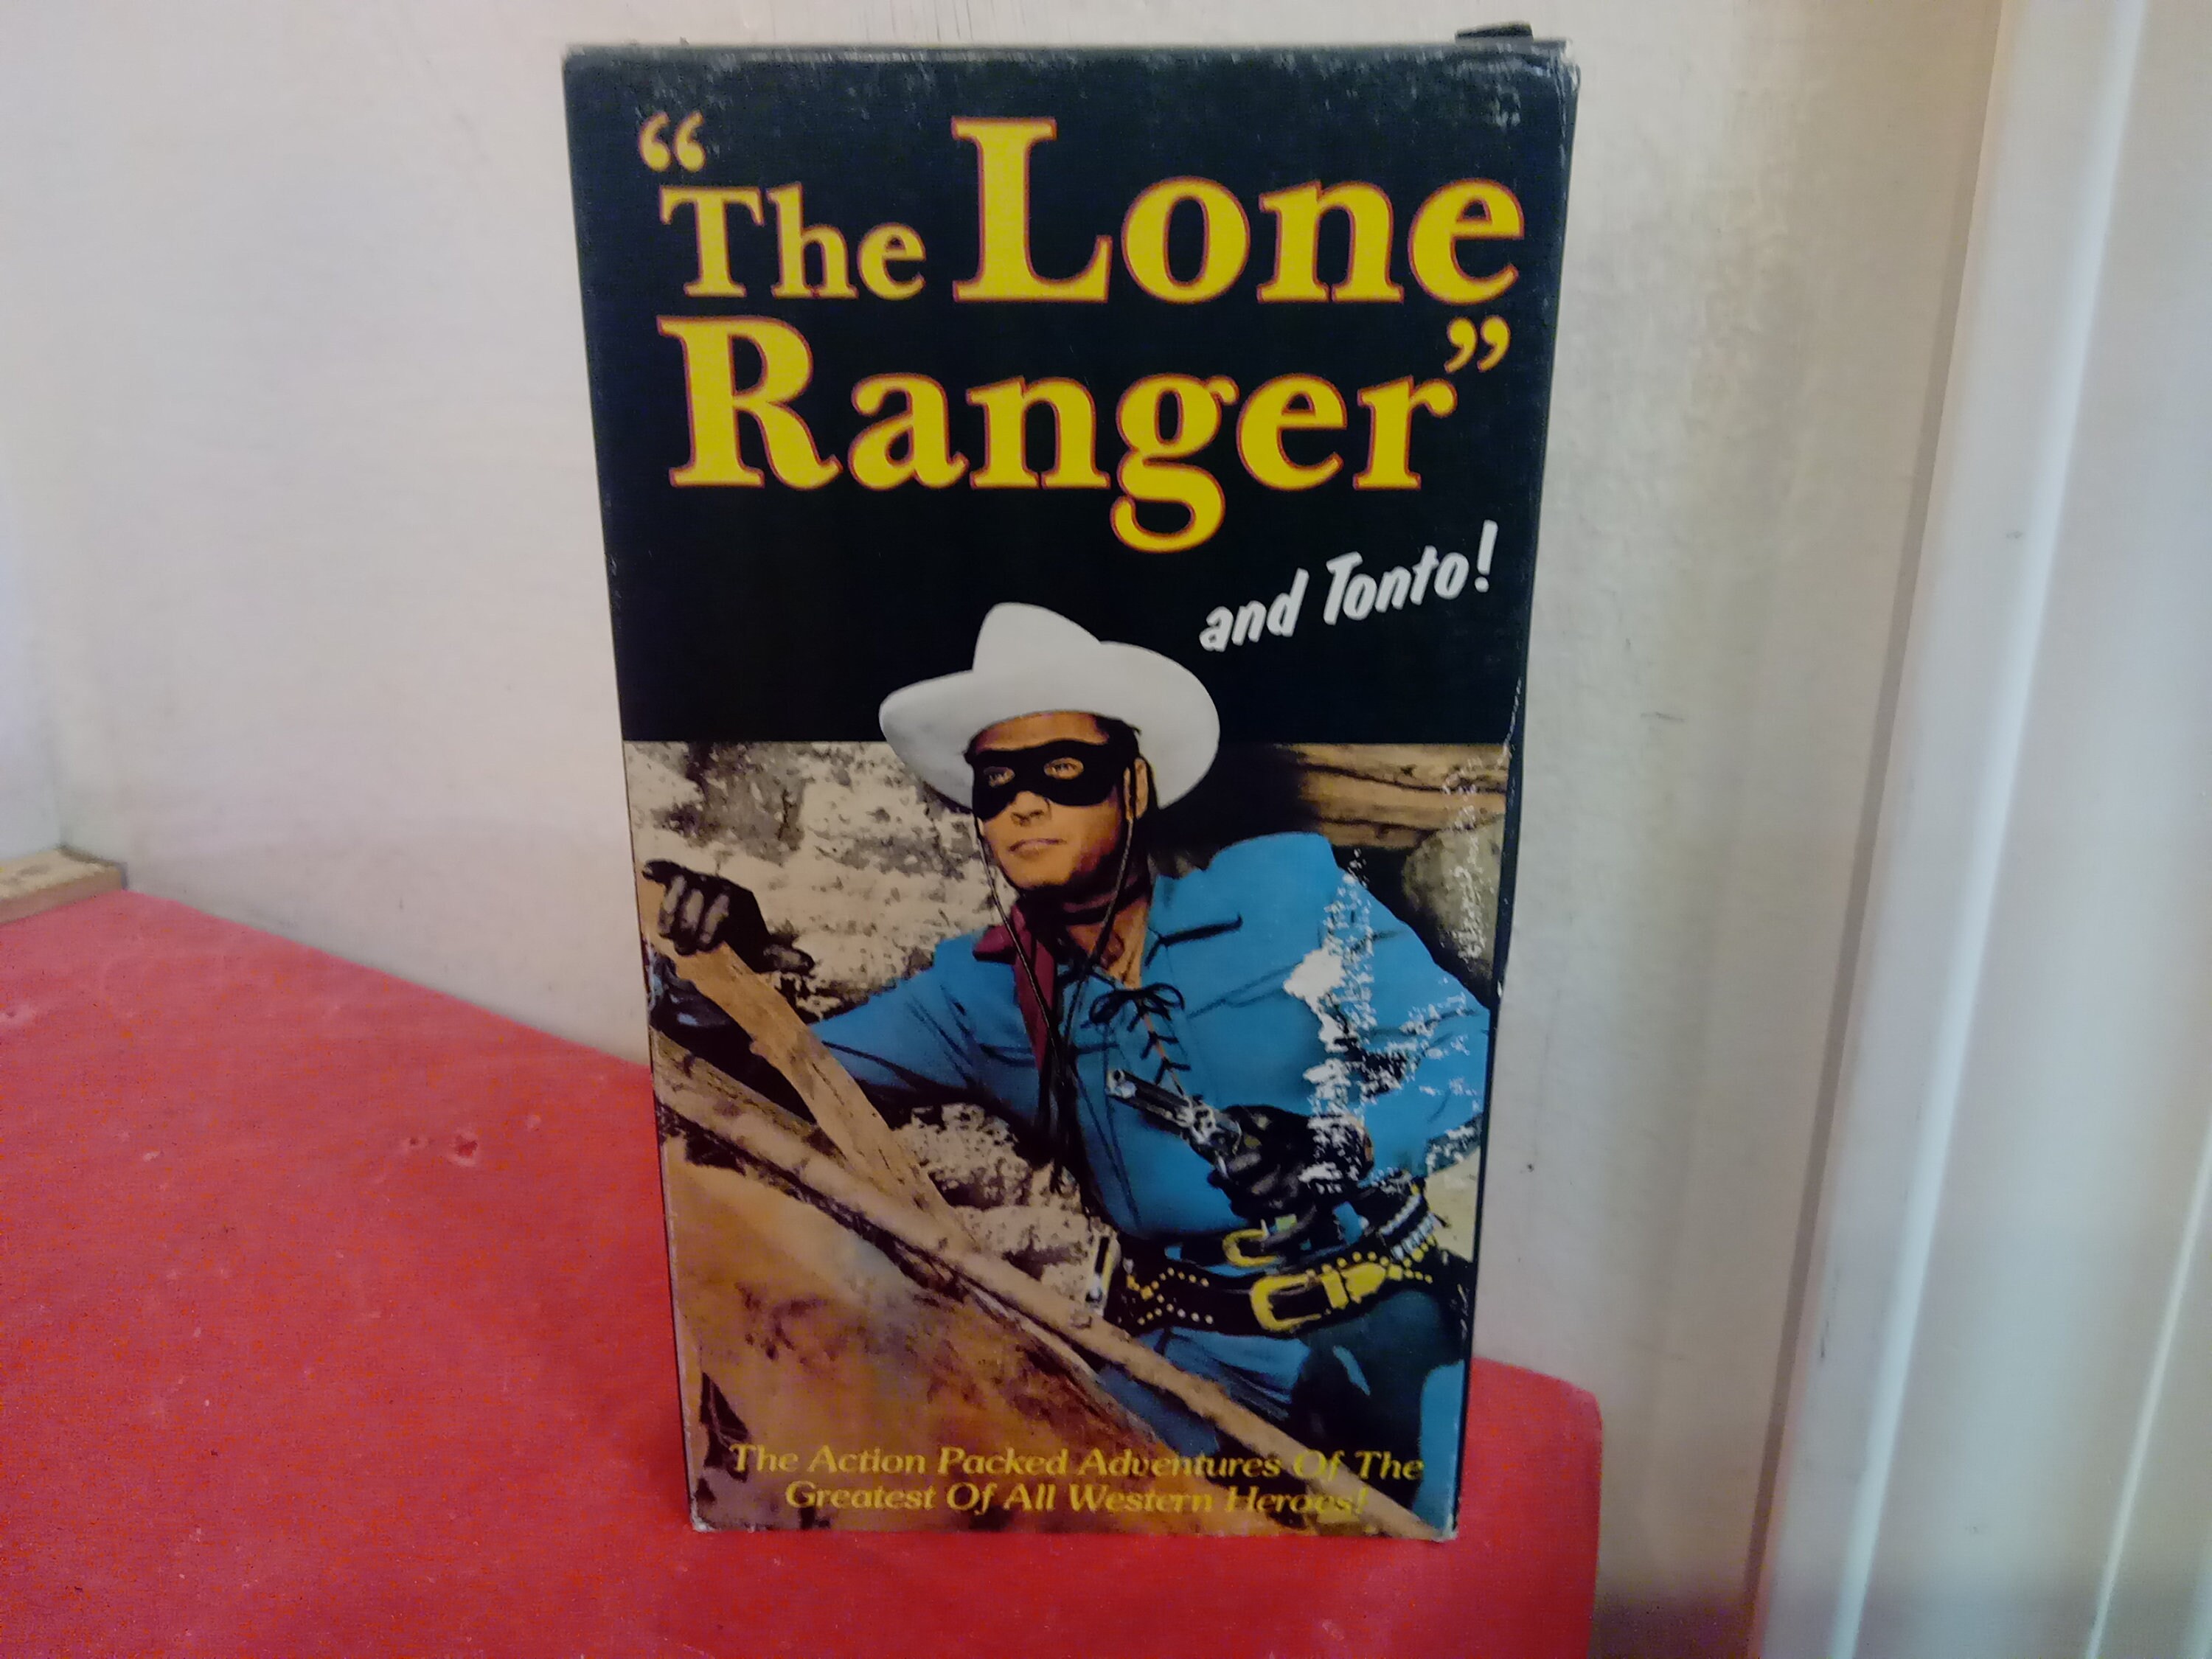 “The Lone
Ranger”
and Tonto!
The Action Packed Adventures Of The
Greatest Of All Western Heroes!